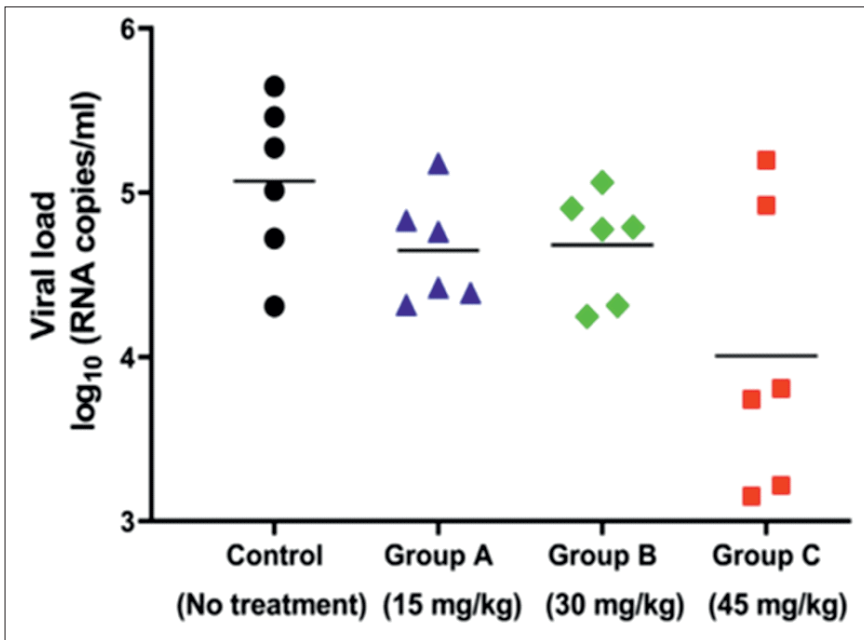 6
5
4
3
Viral load
log₁₀ (RNA copies/ml)
Control Group A Group B Group C
(No treatment) (15 mg/kg) (30 mg/kg) (45 mg/kg)